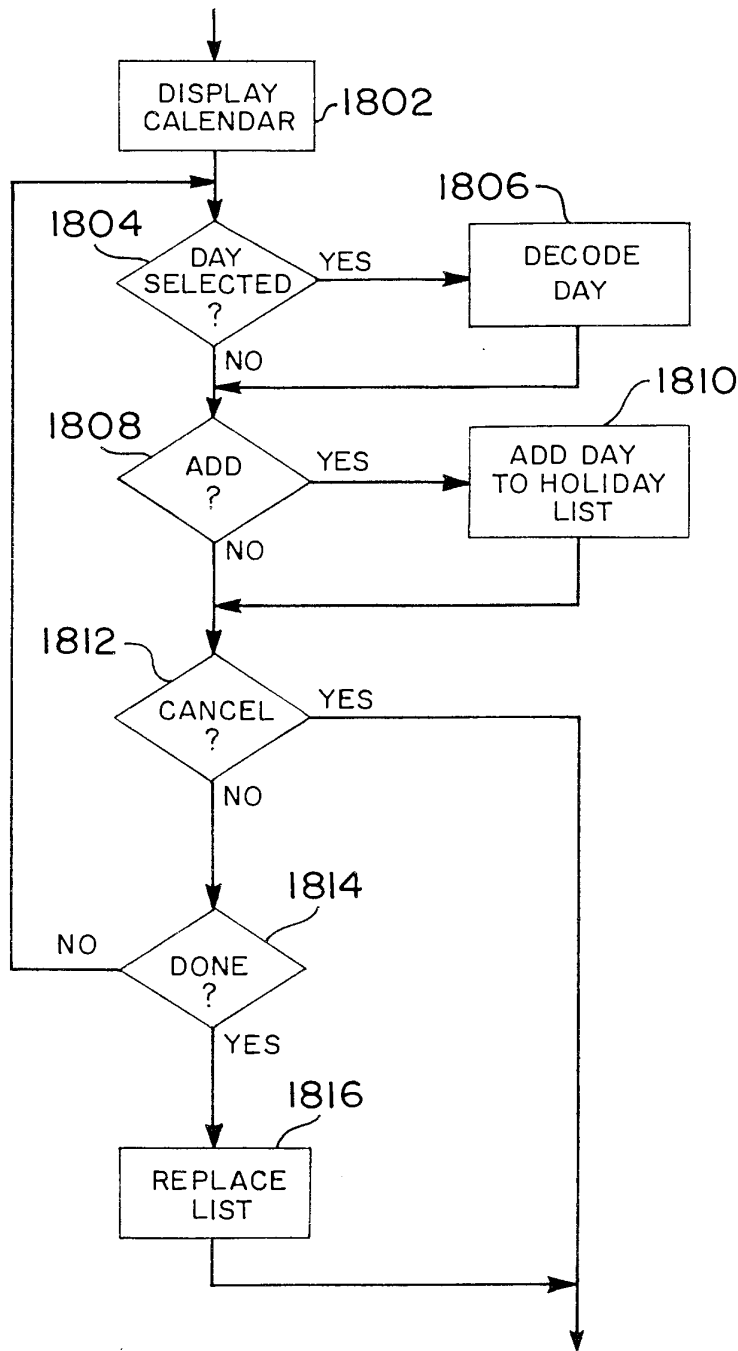 DISPLAY
CALENDAR
1802
1804
DAY
SELECTED
?
YES
NO
1806
DECODE
DAY
1808
ADD
?
YES
NO
1810
ADD DAY
TO HOLIDAY
LIST
1812
CANCEL
?
YES
NO
1814
DONE
?
NO
YES
1816
REPLACE
LIST